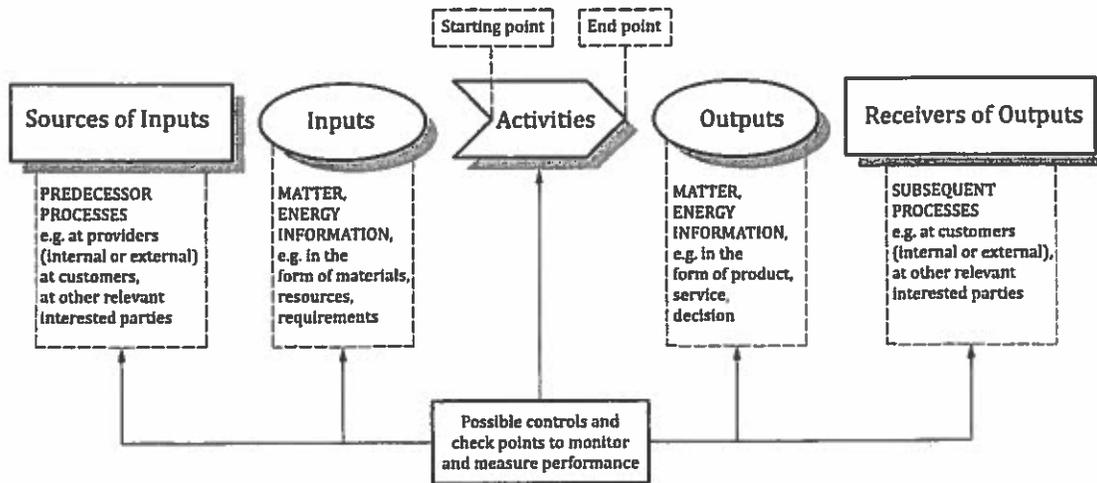 Starting point
End point
Sources of Inputs
Inputs
Activities
Outputs
Receivers of Outputs
PREDECESSOR
PROCESSES
e.g. at providers
(internal or external)
at customers,
at other relevant
interested parties
MATTER,
ENERGY
INFORMATION,
e.g. in the
form of materials,
resources,
requirements
MATTER,
ENERGY
INFORMATION,
e.g. in the
form of product,
service,
decision
SUBSEQUENT
PROCESSES
e.g. at customers
(internal or external),
at other relevant
interested parties
Possible controls and
check points to monitor
and measure performance